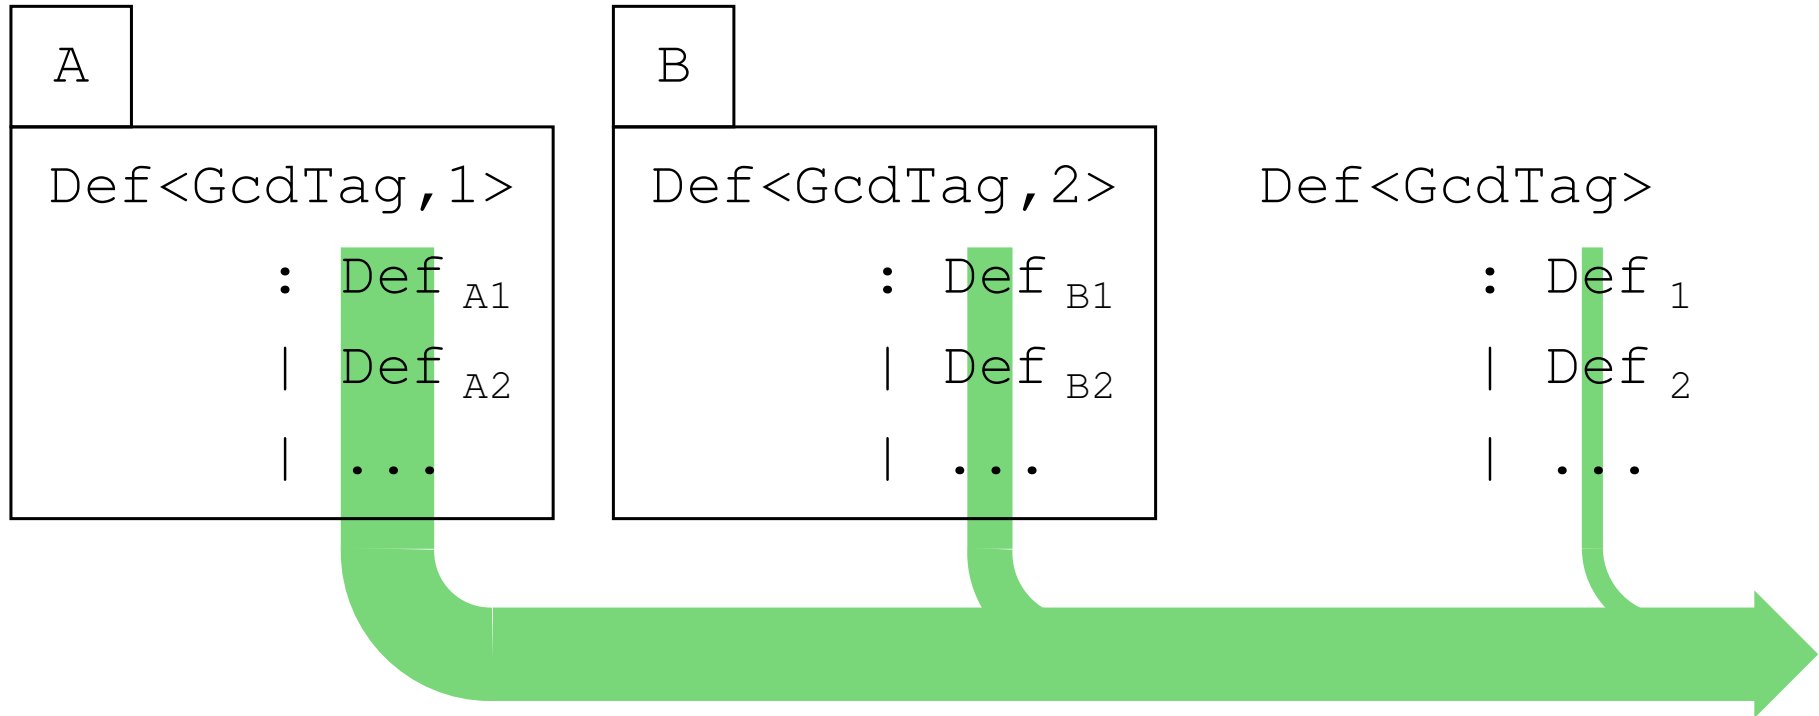 A
Def<GcdTag,1>
: Def A1
| Def A2
| ...
B
Def<GcdTag,2>
: Def B1
| Def B2
| ...
Def<GcdTag>
: Def 1
| Def 2
| ...